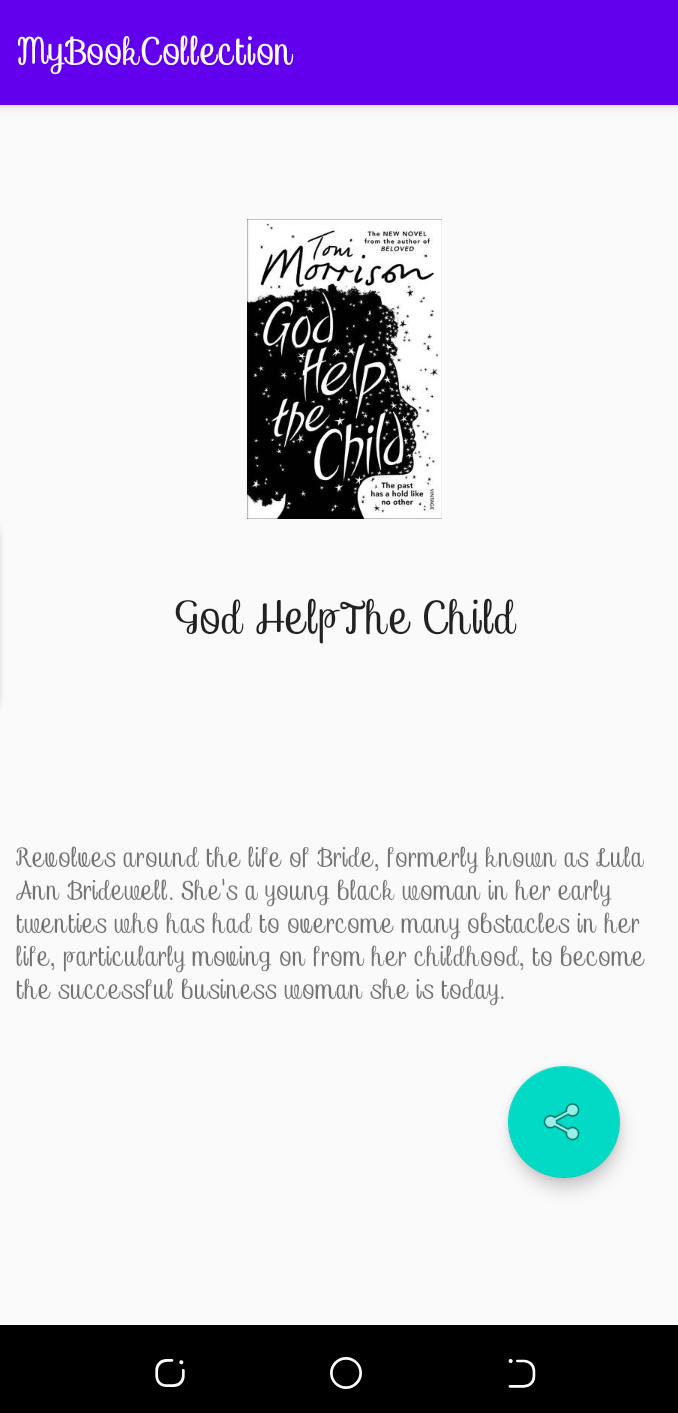 MyBookCollection
The NEW NOVEL
from the author of
BELOVED
Toni
Morrison
God
Help
the
Child
The past
has a hold like
no other
VINTAGE
God HelpThe Child
Revolves around the life of Bride, formerly known as Lula
Ann Bridewell. She's a young black woman in her early
twenties who has had to overcome many obstacles in her
life, particularly moving on from her childhood, to become
the successful business woman she is today.